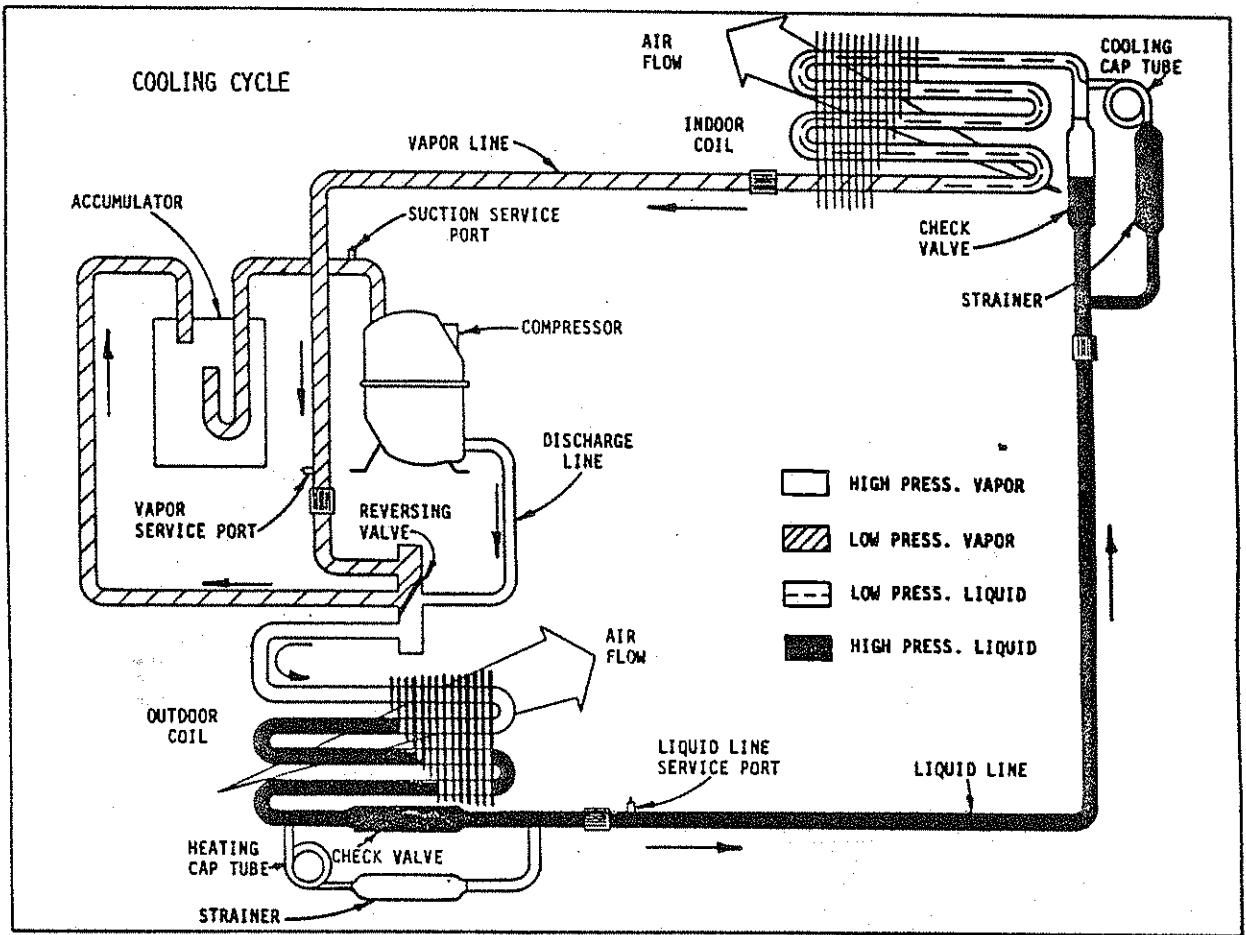 COOLING CYCLE
AIR
FLOW
COOLING
CAP TUBE
INDOOR
COIL
VAPOR LINE
ACCUMULATOR
SUCTION SERVICE
PORT
CHECK
VALVE
STRAINER
COMPRESSOR
DISCHARGE
LINE
VAPOR
SERVICE PORT
REVERSING
VALVE
HIGH PRESS. VAPOR
LOW PRESS. VAPOR
LOW PRESS. LIQUID
HIGH PRESS. LIQUID
AIR
FLOW
OUTDOOR
COIL
LIQUID LINE
SERVICE PORT
LIQUID LINE
HEATING
CAP TUBE
CHECK VALVE
STRAINER